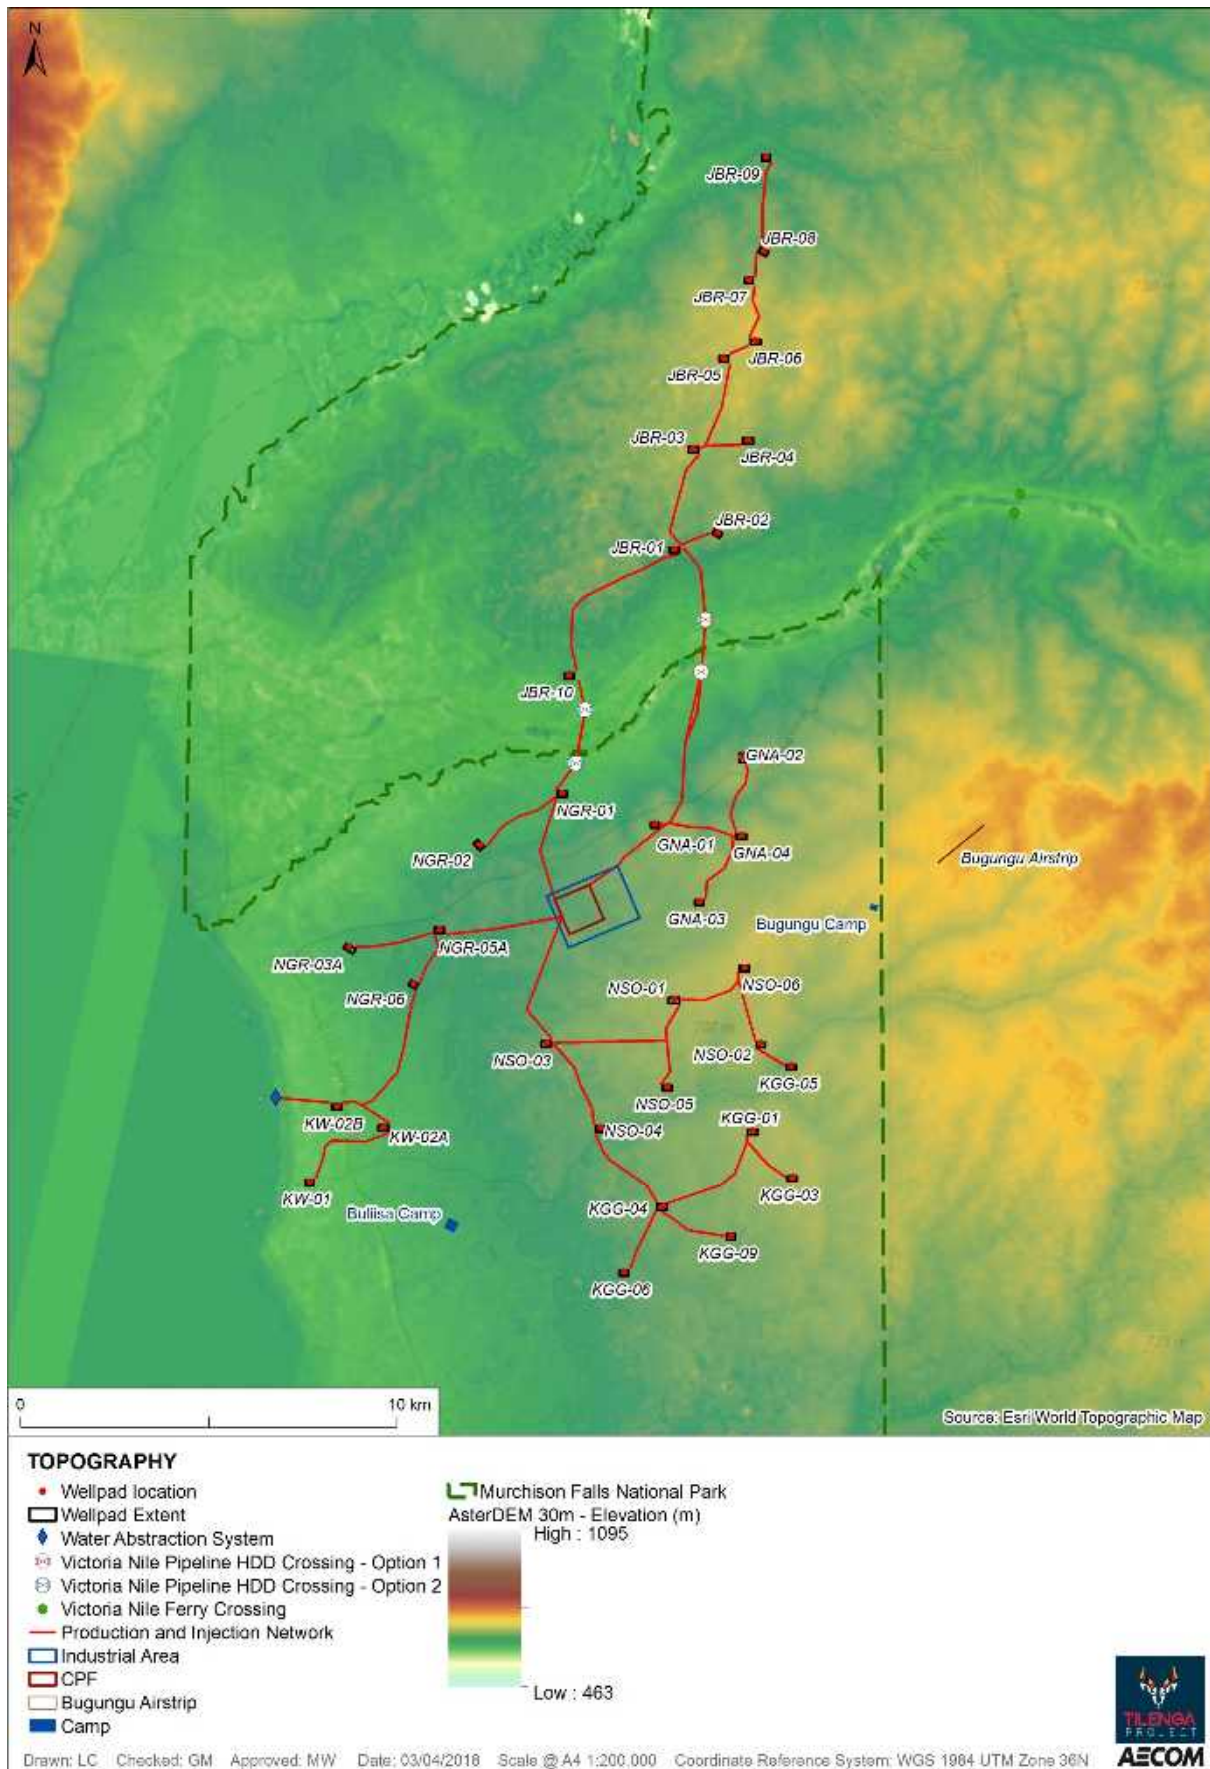 N
JBR-09
JBR-08
JBR-07
JBR-06
JBR-05
JBR-03
JBR-04
JBR-02
JBR-01
JBR-10
GNA-02
NGR-01
GNA-01
GNA-04
NGR-02
Bugungu Airstrip
GNA-03
Bugungu Camp
NGR-05A
NGR-03A
NSO-06
NSO-01
NGR-06
NSO-03
NSO-02
KGG-05
NSO-05
KW-02B
KGG-01
NSO-04
KW-02A
KW-01
KGG-03
Buliisa Camp
KGG-04
KGG-09
KGG-06
0 10 km
Source: Esri World Topographic Map
TOPOGRAPHY
Wellpad location
Wellpad Extent
Water Abstraction System
Victoria Nile Pipeline HDD Crossing - Option 1
Victoria Nile Pipeline HDD Crossing - Option 2
Victoria Nile Ferry Crossing
Production and Injection Network
Industrial Area
CPF
Bugungu Airstrip
Camp
Murchison Falls National Park
AsterDEM 30m - Elevation (m)
High : 1095
Low : 463
TILENGA
PROJECT
AECOM
Drawn: LC Checked: GM Approved: MW Date: 03/04/2018 Scale @ A4 1:200,000 Coordinate Reference System: WGS 1984 UTM Zone 36N